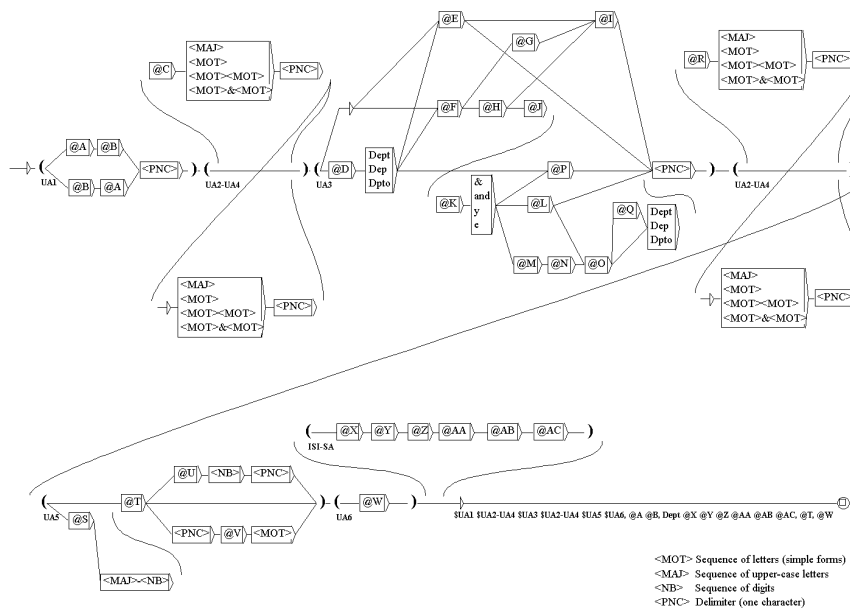 @E
@I
@G
<MAJ>
<MOT>
<MOT><MOT>
<MOT>&<MOT>
@C
<PNC>
<MAJ>
<MOT>
<MOT><MOT>
<MOT>&<MOT>
@R
<PNC>
@F @H @J
@A @B
<PNC>
@B @A
UA1
UA2-UA4
UA3
@D
Dept
Dep
Dpto
@P
<PNC>
UA2-UA4
@K
&
and
y
e
@L
@Q
Dept
Dep
Dpto
@M @N @O
<MAJ>
<MOT>
<MOT><MOT>
<MOT>&<MOT>
<PNC>
<MAJ>
<MOT>
<MOT><MOT>
<MOT>&<MOT>
<PNC>
@X @Y @Z @AA @AB @AC
ISI-SA
@U <NB> <PNC>
@T
@W
UA5
@S
UA6
$UA1 $UA2-UA4 $UA3 $UA2-UA4 $UA5 $UA6, @A @B, Dept @X @Y @Z @AA @AB @AC, @T, @W
<PNC> @V <MOT>
<MAJ>-<NB>
<MOT> Sequence of letters (simple forms)
<MAJ> Sequence of upper-case letters
<NB> Sequence of digits
<PNC> Delimiter (one character)